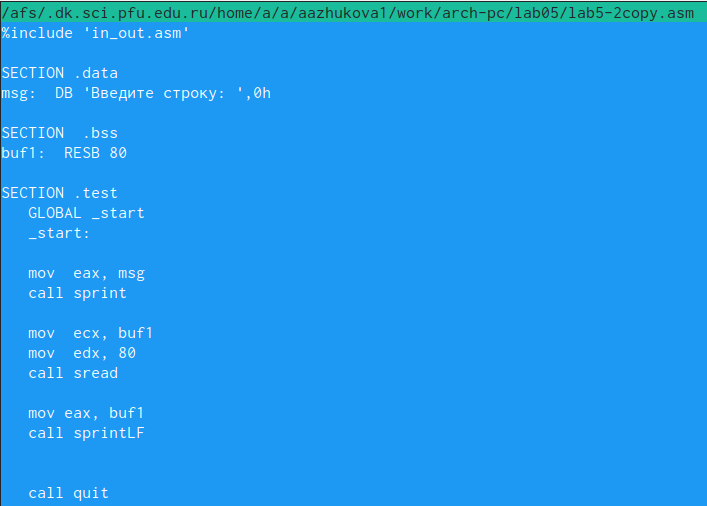 /afs/.dk.sci.pfu.edu.ru/home/a/a/aazhukova1/work/arch-pc/lab05/lab5-2copy.asm
%include 'in_out.asm'
SECTION .data
msg:  DB 'Введите строку: ',0h
SECTION  .bss
buf1:  RESB 80
SECTION .test
   GLOBAL _start
   _start:
   mov  eax, msg
   call sprint
   mov  ecx, buf1
   mov  edx, 80
   call sread
   mov eax, buf1
   call sprintLF
   call quit